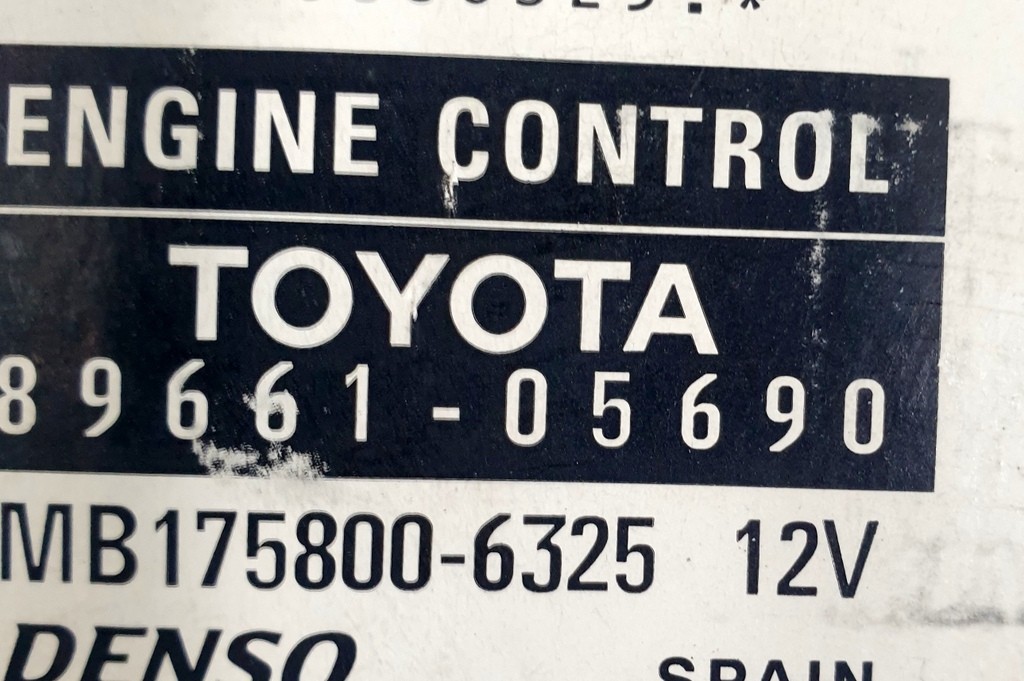 ENGINE CONTROL
TOYOTA
89661-05690
MB175800-6325 12V
DENSO SPAIN